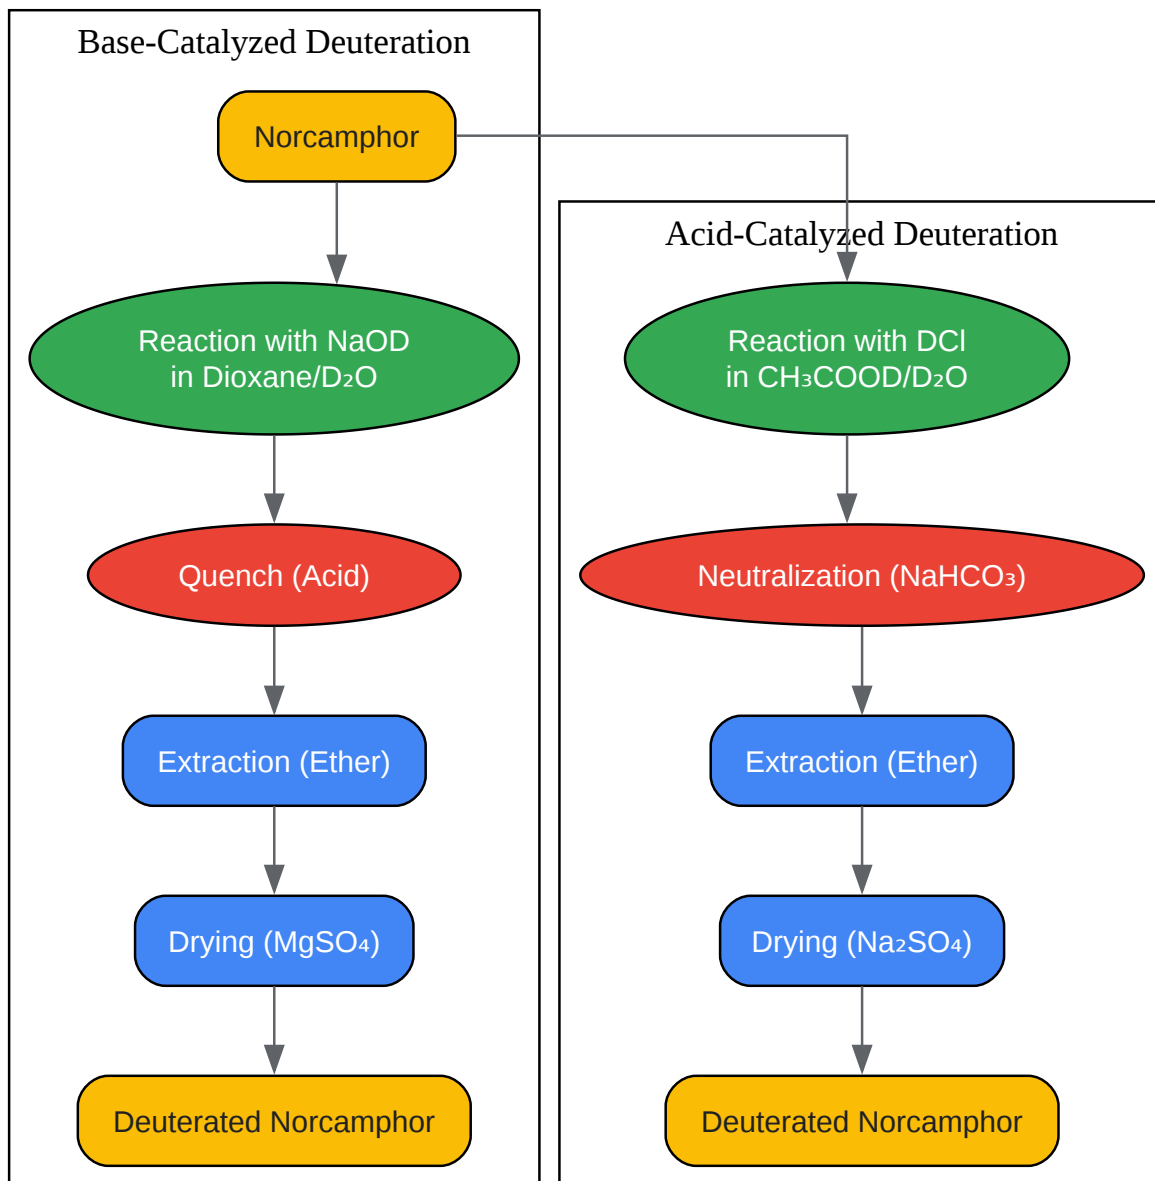 Base-Catalyzed Deuteration
Norcamphor
Reaction with NaOD
in Dioxane/D₂O
Quench (Acid)
Extraction (Ether)
Drying (MgSO₄)
Deuterated Norcamphor
Acid-Catalyzed Deuteration
Reaction with DCl
in CH₃COOD/D₂O
Neutralization (NaHCO₃)
Extraction (Ether)
Drying (Na₂SO₄)
Deuterated Norcamphor